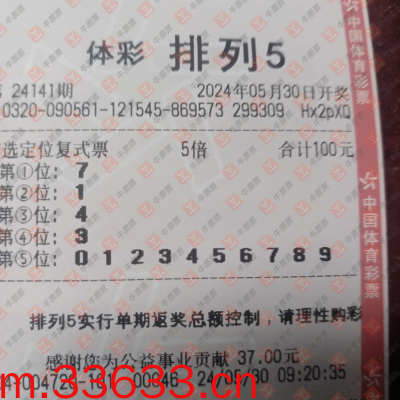 体彩 排列5
24141期 2024年05月30日开奖
0320-090561-121545-869573 299309 Hx2pXQ
选定位复式票 5倍 合计100元
第①位: 7
第②位: 1
第③位: 4
第④位: 3
第⑤位: 0 1 2 3 4 5 6 7 8 9
排列5实行单期返奖总额控制,请理性购彩
感谢您为公益事业贡献 37.00元
24/05/30 09:20:35
m.33633.cn
中国体育彩票
中国体育彩票